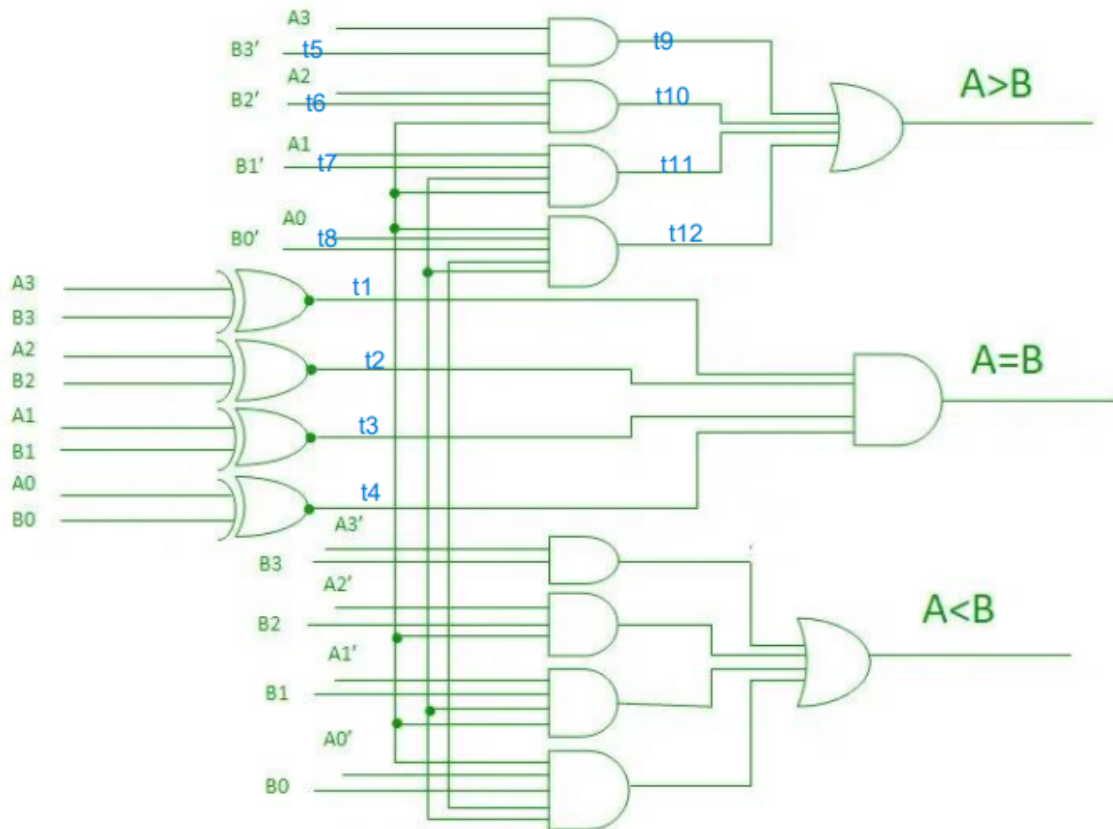 A3
B3′ t5 t9
A2
B2′ t6 t10
A>B
A1
B1′ t7 t11
A0
B0′ t8 t12
A3 t1
B3
A2 t2
B2
A=B
A1 t3
B1
A0 t4
B0
A3′
B3
A2′
B2
A<B
A1′
B1
A0′
B0